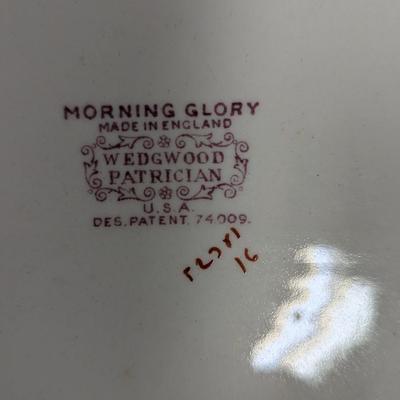 MORNING GLORY
MADE IN ENGLAND
WEDGWOOD
PATRICIAN
U.S.A.
DES. PATENT. 74009.
16